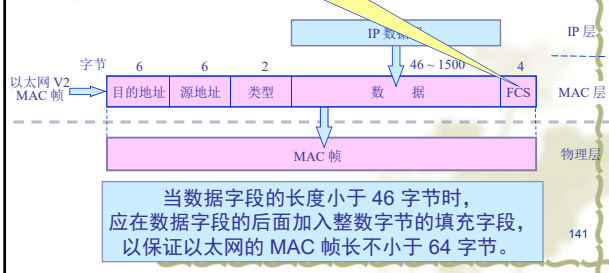 IP 数据
IP 层
字节 6 6 2 46 ~ 1500 4
以太网 V2
MAC 帧
目的地址 源地址 类型 数 据 FCS
MAC 层
MAC 帧
物理层
当数据字段的长度小于 46 字节时，
应在数据字段的后面加入整数字节的填充字段，
以保证以太网的 MAC 帧长不小于 64 字节。
141